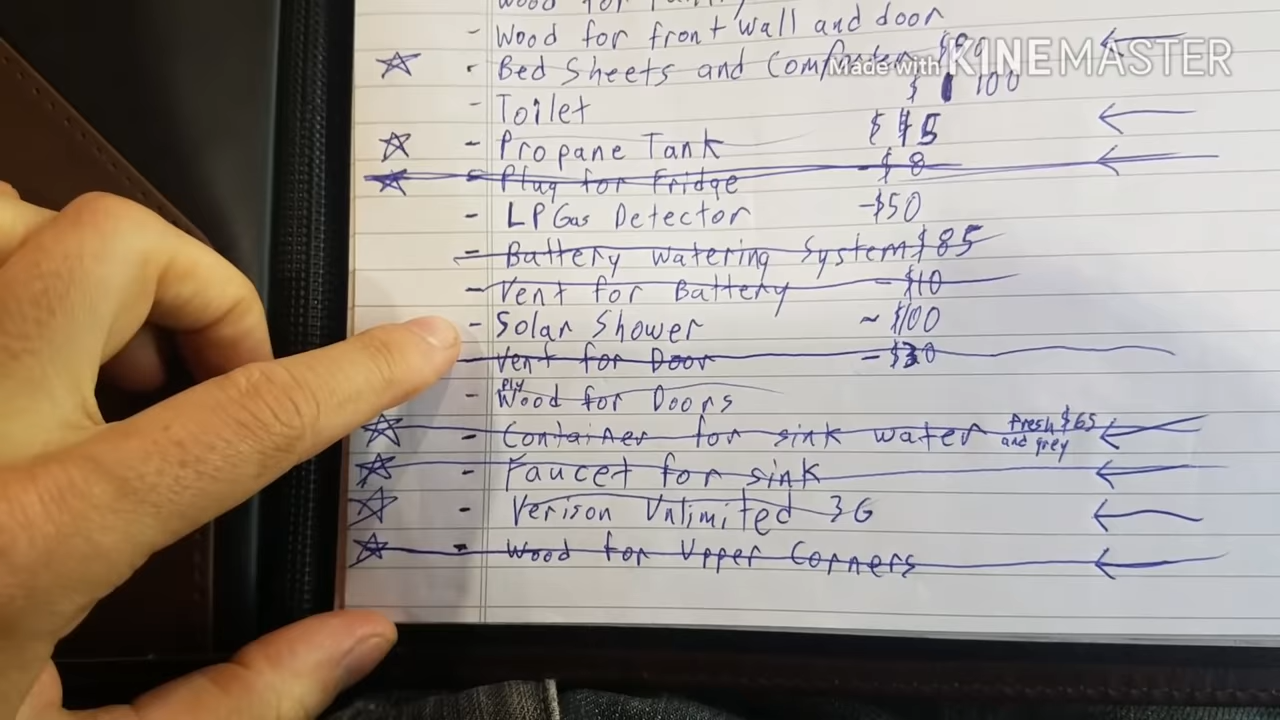 Wood for
- Wood for front wall and door
Made with KINEMASTER
- Bed Sheets and Comforter
$ 100
- Toilet
- Propane Tank $ 15
- Plug for Fridge - $8
- LP Gas Detector - $50
- Battery watering System $85
- Vent for Battery - $10
- Solar Shower ~ $100
- Vent for Door - $30
- Ply Wood for Doors
- Container for sink water Fresh and grey $65
- Faucet for sink
- Verison Unlimited 3G
- Wood for Upper Corners